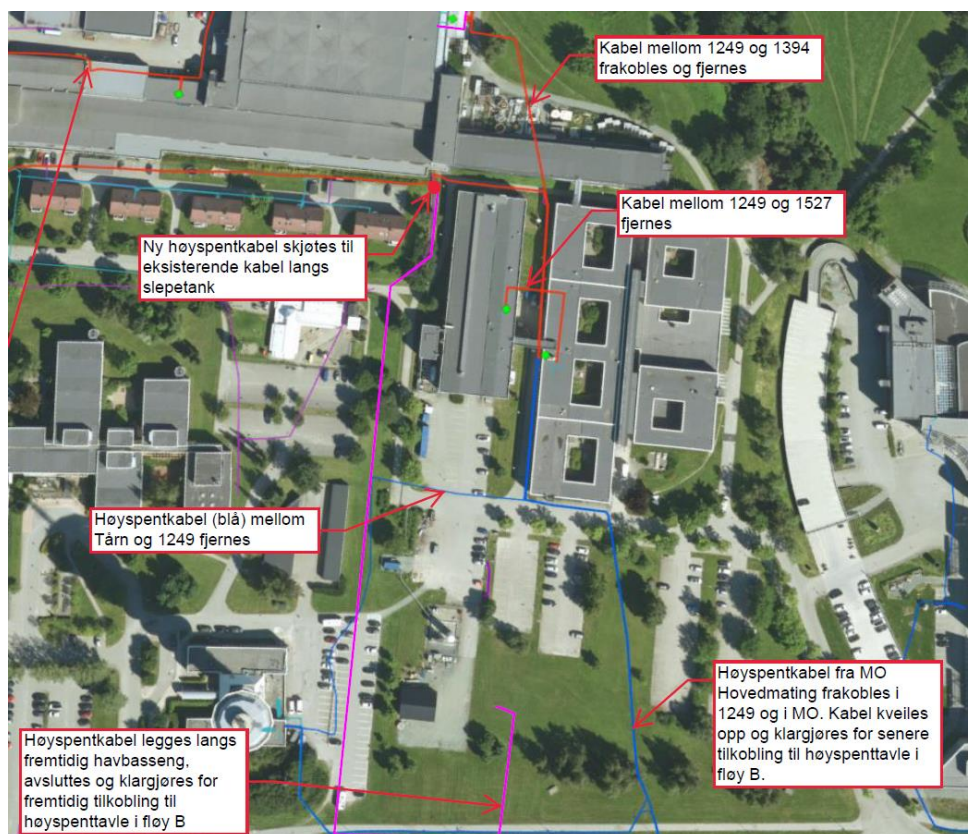 Kabel mellom 1249 og 1394
frakobles og fjernes
Kabel mellom 1249 og 1527
fjernes
Ny høyspentkabel skjøtes til
eksisterende kabel langs
slepetank
Høyspentkabel (blå) mellom
Tårn og 1249 fjernes
Høyspentkabel fra MO
Hovedmating frakobles i
1249 og i MO. Kabel kveiles
opp og klargjøres for senere
tilkobling til høyspenttavle i
fløy B.
Høyspentkabel legges langs
fremtidig havbasseng,
avsluttes og klargjøres for
fremtidig tilkobling til
høyspenttavle i fløy B